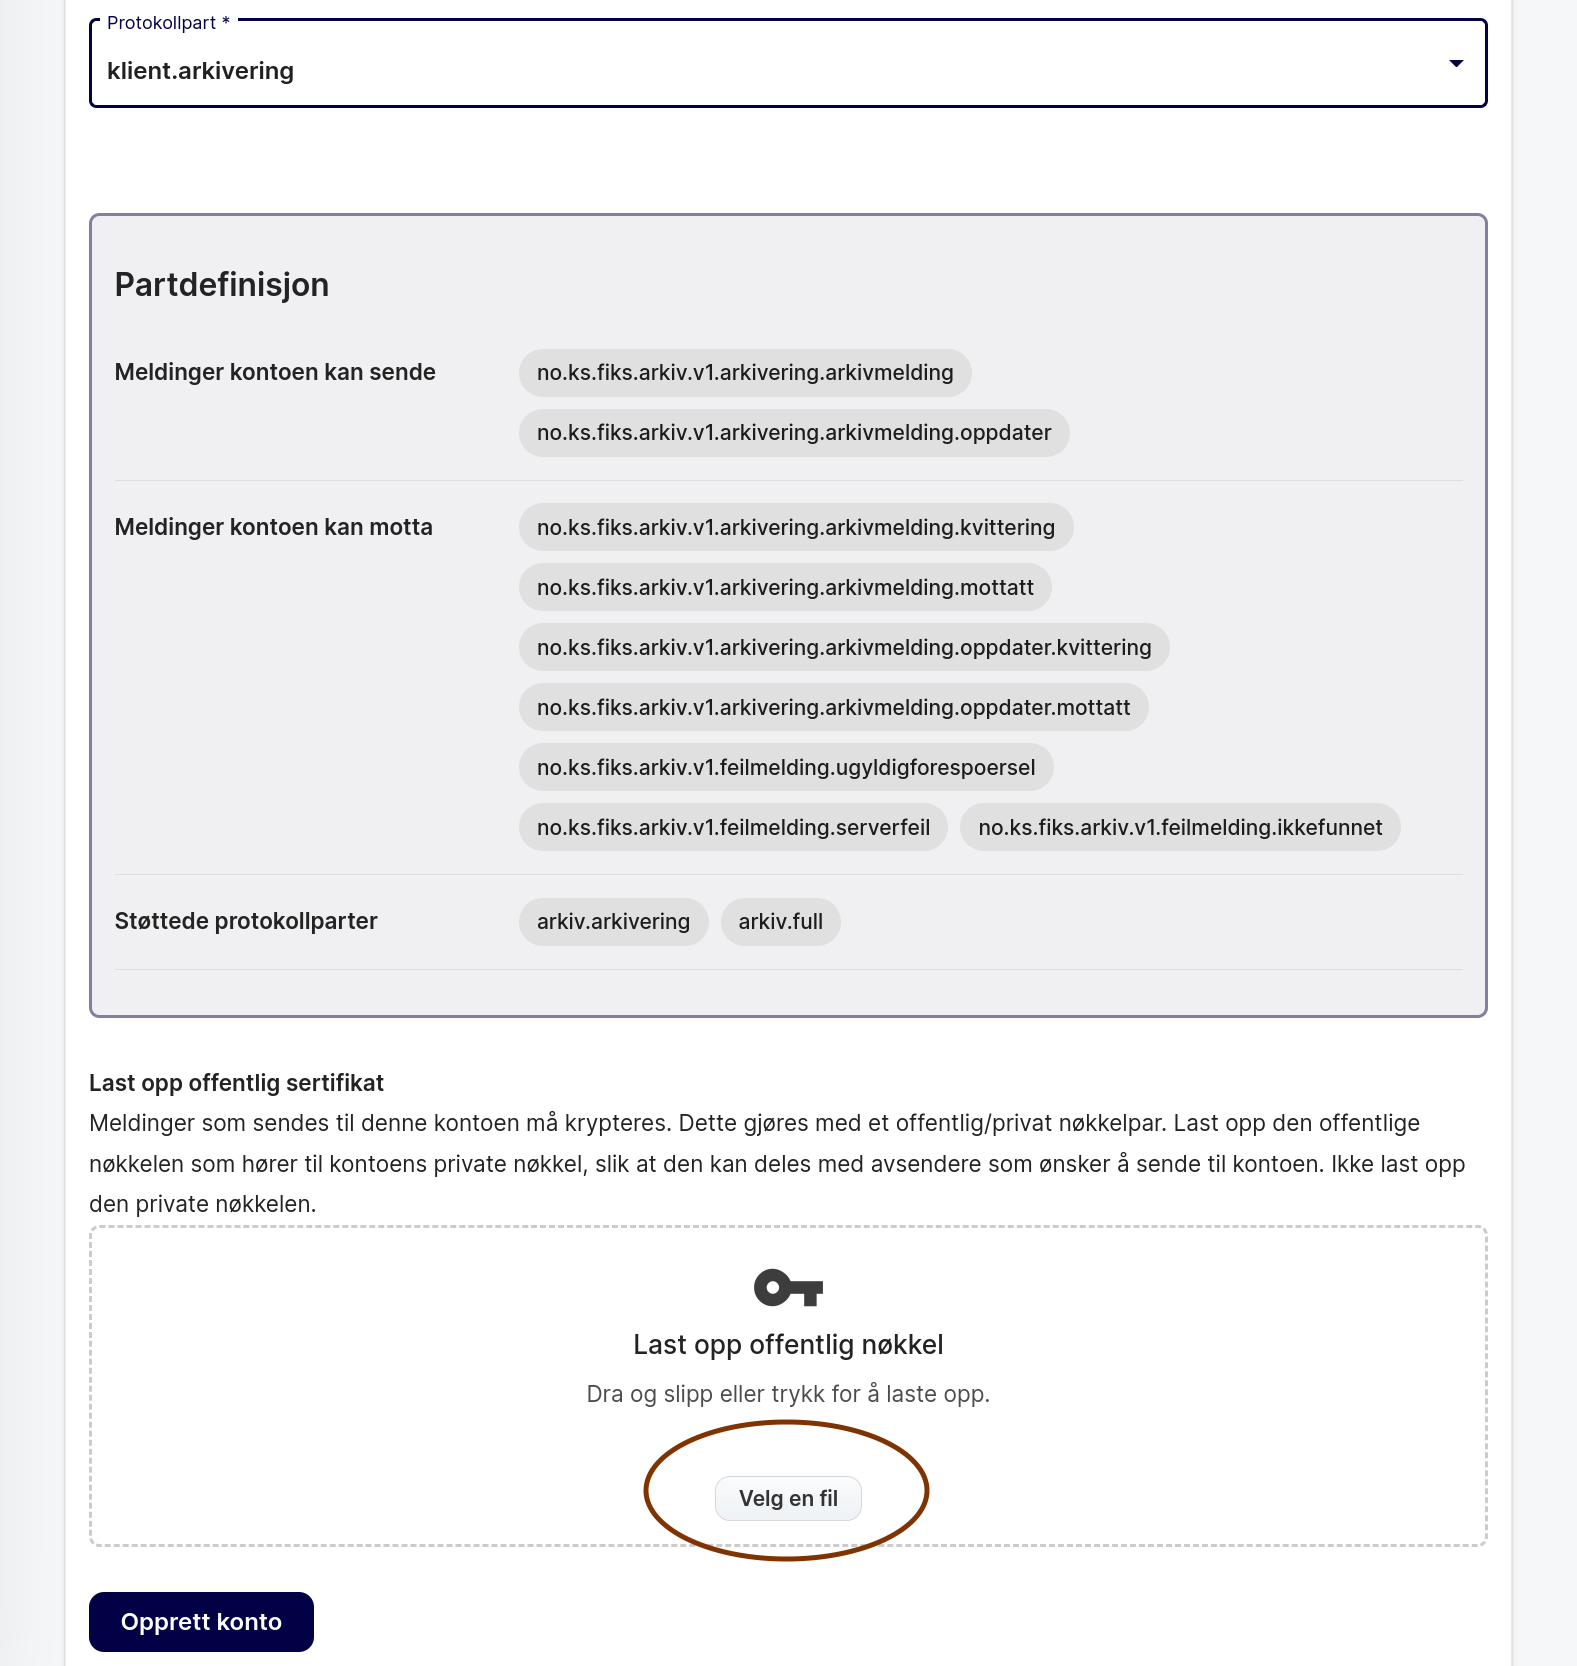 Protokollpart *
klient.arkivering
Partdefinisjon
Meldinger kontoen kan sende
no.ks.fiks.arkiv.v1.arkivering.arkivmelding
no.ks.fiks.arkiv.v1.arkivering.arkivmelding.oppdater
Meldinger kontoen kan motta
no.ks.fiks.arkiv.v1.arkivering.arkivmelding.kvittering
no.ks.fiks.arkiv.v1.arkivering.arkivmelding.mottatt
no.ks.fiks.arkiv.v1.arkivering.arkivmelding.oppdater.kvittering
no.ks.fiks.arkiv.v1.arkivering.arkivmelding.oppdater.mottatt
no.ks.fiks.arkiv.v1.feilmelding.ugyldigforespoersel
no.ks.fiks.arkiv.v1.feilmelding.serverfeil no.ks.fiks.arkiv.v1.feilmelding.ikkefunnet
Støttede protokollparter
arkiv.arkivering arkiv.full
Last opp offentlig sertifikat
Meldinger som sendes til denne kontoen må krypteres. Dette gjøres med et offentlig/privat nøkkelpar. Last opp den offentlige
nøkkelen som hører til kontoens private nøkkel, slik at den kan deles med avsendere som ønsker å sende til kontoen. Ikke last opp
den private nøkkelen.
Last opp offentlig nøkkel
Dra og slipp eller trykk for å laste opp.
Velg en fil
Opprett konto